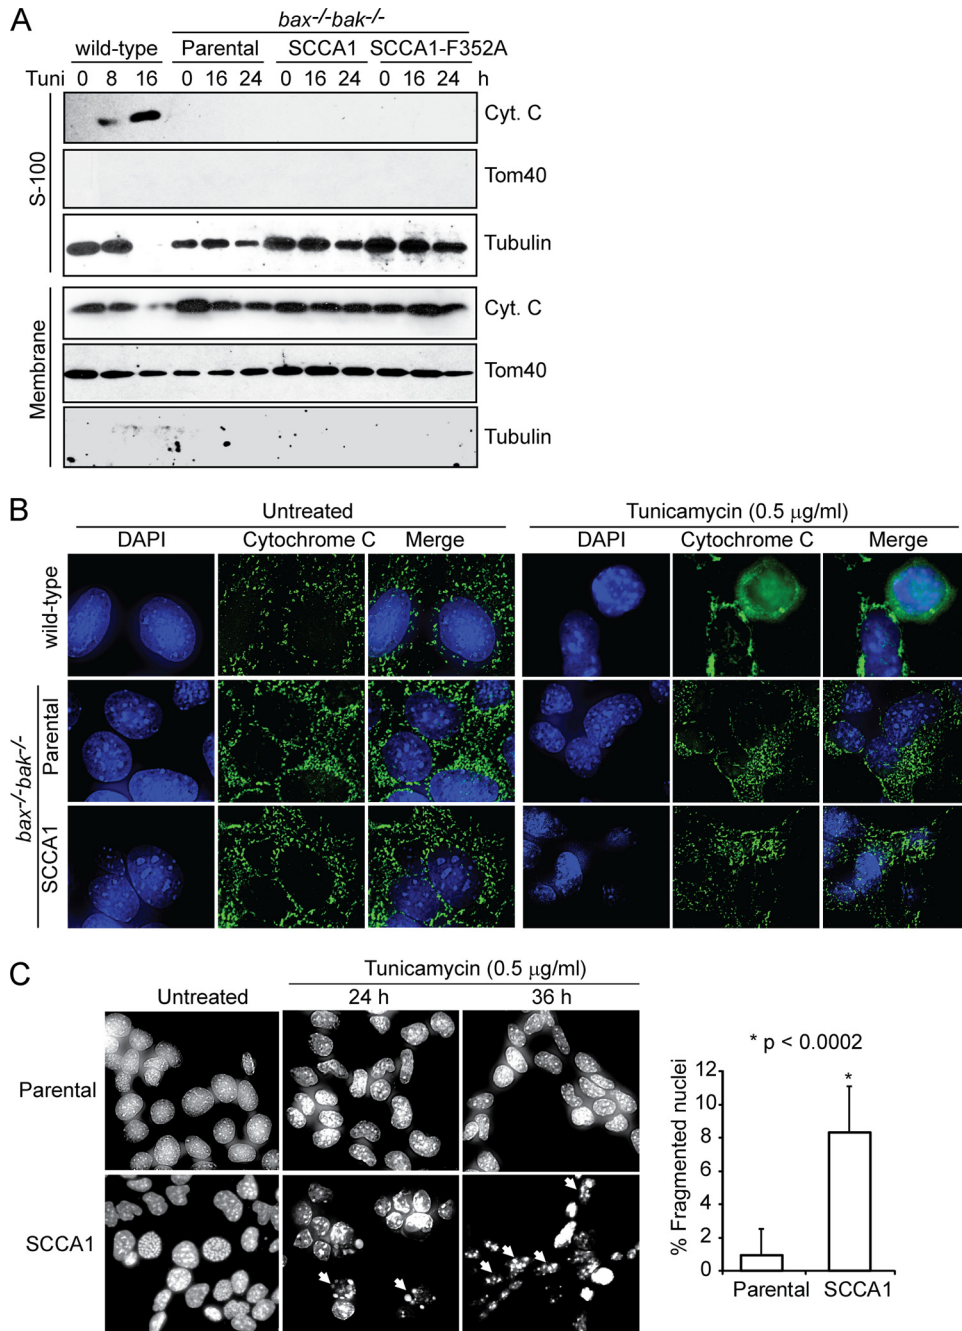 A
bax-/-bak-/-
wild-type Parental SCCA1 SCCA1-F352A
Tuni 0 8 16 0 16 24 0 16 24 0 16 24 h
S-100
Cyt. C
Tom40
Tubulin
Membrane
Cyt. C
Tom40
Tubulin
B
Untreated Tunicamycin (0.5 μg/ml)
DAPI Cytochrome C Merge DAPI Cytochrome C Merge
wild-type
bax-/-bak-/-
Parental
SCCA1
C
Tunicamycin (0.5 μg/ml)
Untreated 24 h 36 h
Parental
SCCA1
* p < 0.0002
% Fragmented nuclei
12
10
8
6
4
2
0
*
Parental SCCA1